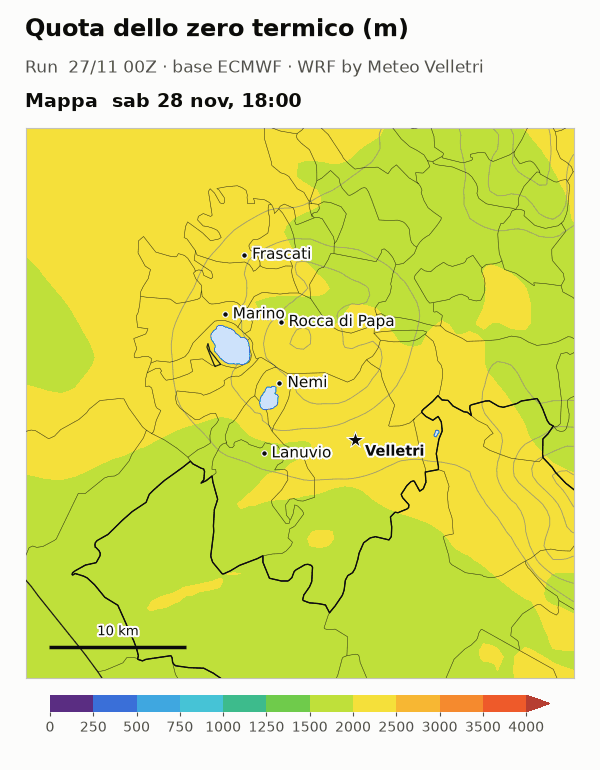 Quota dello zero termico (m)
Run  27/11 00Z · base ECMWF · WRF by Meteo Velletri
Mappa  sab 28 nov, 18:00
Frascati
Marino
Rocca di Papa
Nemi
Velletri
Lanuvio
10 km
0 250 500 750 1000 1250 1500 2000 2500 3000 3500 4000